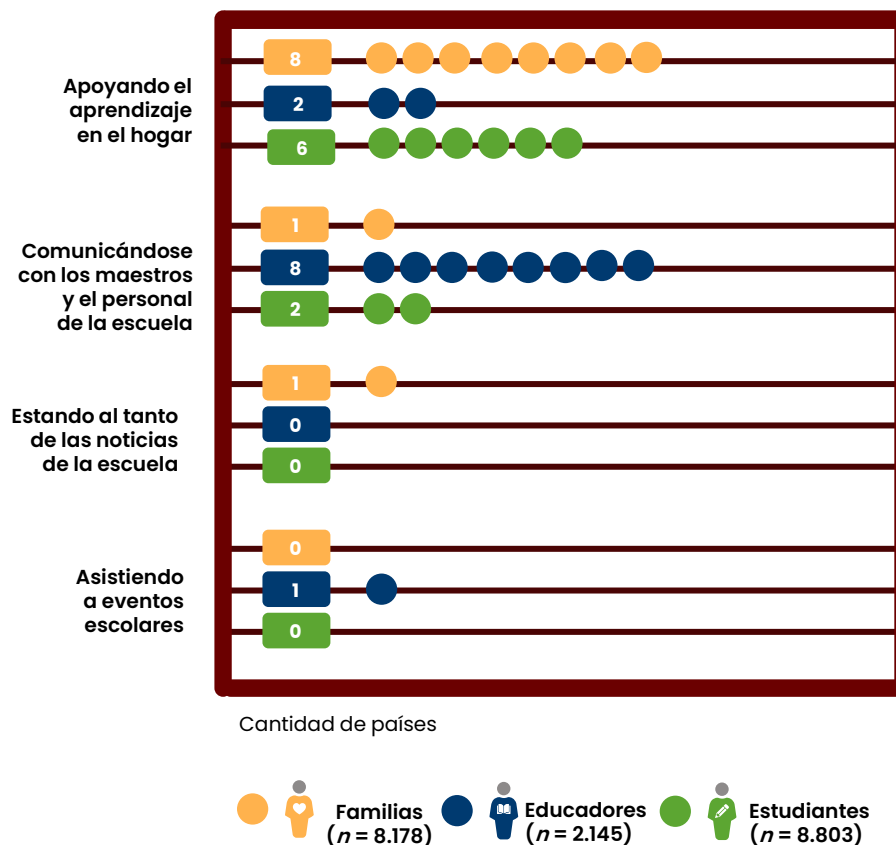 Apoyando el
aprendizaje
en el hogar
8
2
6
Comunicándose
con los maestros
y el personal
de la escuela
1
8
2
Estando al tanto
de las noticias
de la escuela
1
0
0
Asistiendo
a eventos
escolares
0
1
0
Cantidad de países
Familias
(n = 8.178)
Educadores
(n = 2.145)
Estudiantes
(n = 8.803)